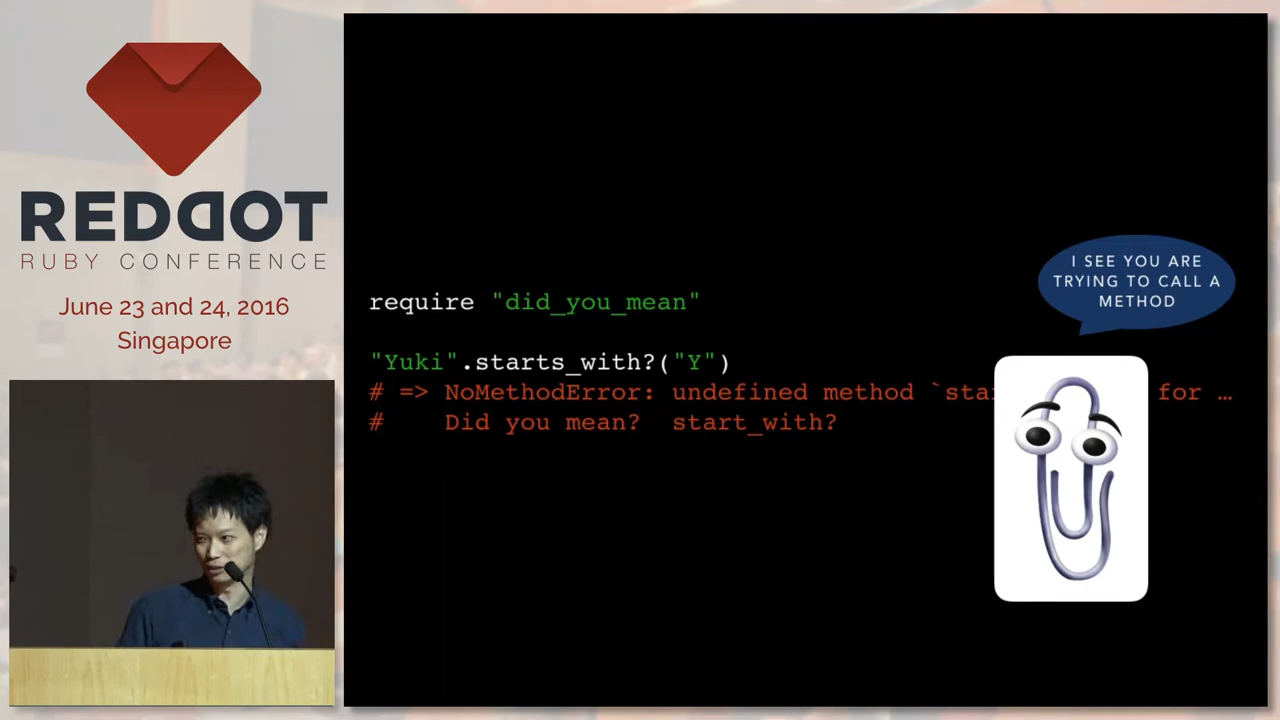 REDDOT
RUBY CONFERENCE
June 23 and 24, 2016
Singapore
require "did_you_mean"
"Yuki".starts_with?("Y")
# => NoMethodError: undefined method `sta for …
# Did you mean? start_with?
I SEE YOU ARE
TRYING TO CALL A
METHOD